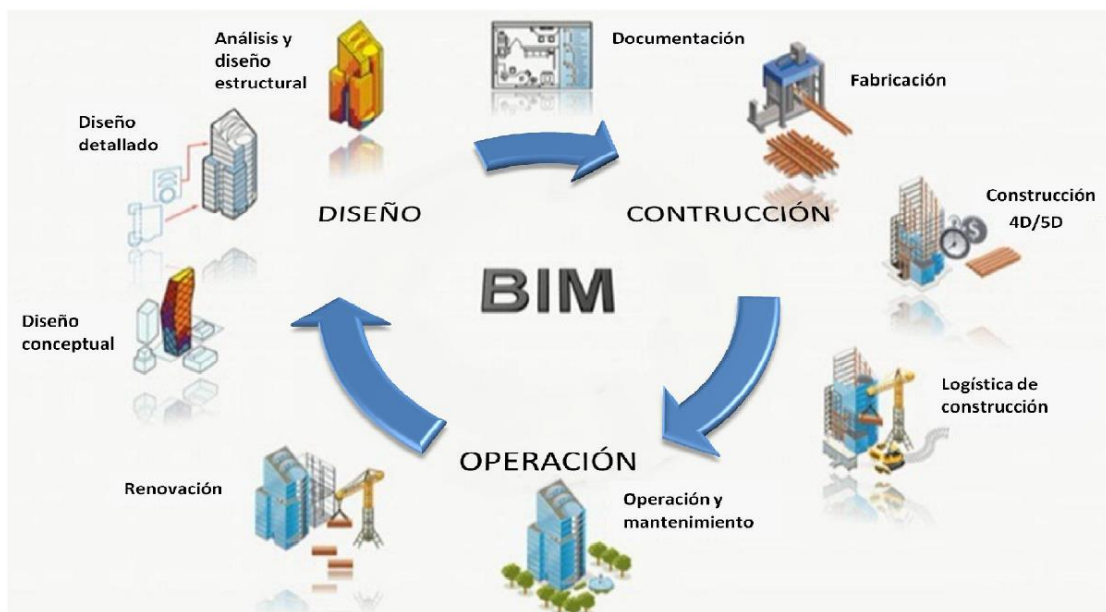 Análisis y
diseño
estructural
Documentación
Fabricación
Diseño
detallado
DISEÑO
CONTRUCCIÓN
Construcción
4D/5D
BIM
Diseño
conceptual
Logística de
construcción
OPERACIÓN
Renovación
Operación y
mantenimiento